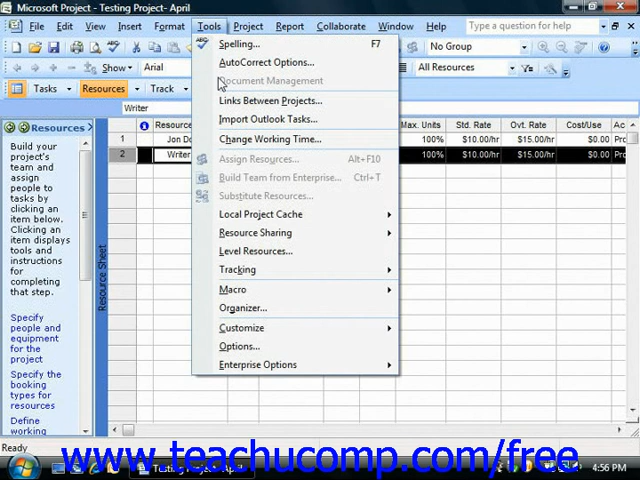 Microsoft Project - Testing Project- April
File Edit View Insert Format Tools Project Report Collaborate Window Help Type a question for help
No Group
Show Arial All Resources
Tasks Resources Track
Writer
Spelling... F7
AutoCorrect Options...
Document Management
Links Between Projects...
Import Outlook Tasks...
Change Working Time...
Assign Resources... Alt+F10
Build Team from Enterprise... Ctrl+T
Substitute Resources...
Local Project Cache
Resource Sharing
Level Resources...
Tracking
Macro
Organizer...
Customize
Options...
Enterprise Options
Resources
Build your
project's
team and
assign
people to
tasks by
clicking an
item below.
Clicking an
item displays
tools and
instructions
for
completing
that step.
Specify
people and
equipment
for the
project
Specify the
booking
types for
resources
Define
working
Resource Sheet
Resource Max. Units Std. Rate Ovt. Rate Cost/Use Ac
1 Jon Do 100% $10.00/hr $15.00/hr $0.00 Pro
2 Writer 100% $10.00/hr $15.00/hr $0.00 Pro
Ready
www.teachucomp.com/free
4:56 PM